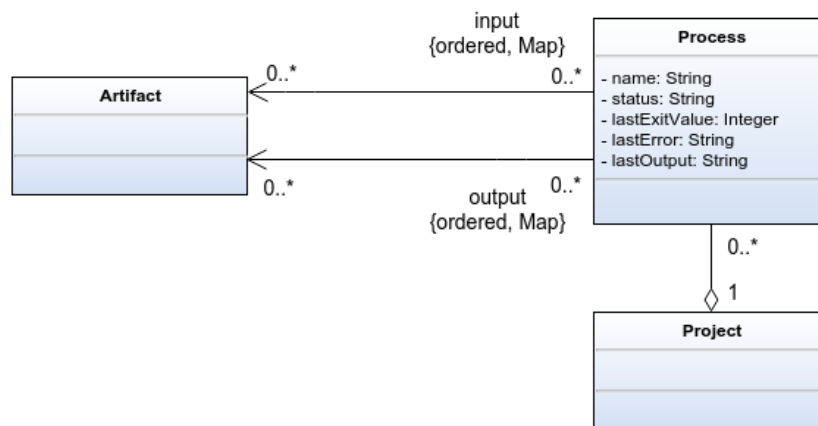 input
{ordered, Map}
Process
0..*
0..*
- name: String
- status: String
- lastExitValue: Integer
- lastError: String
- lastOutput: String
Artifact
0..*
0..*
output
{ordered, Map}
0..*
1
Project